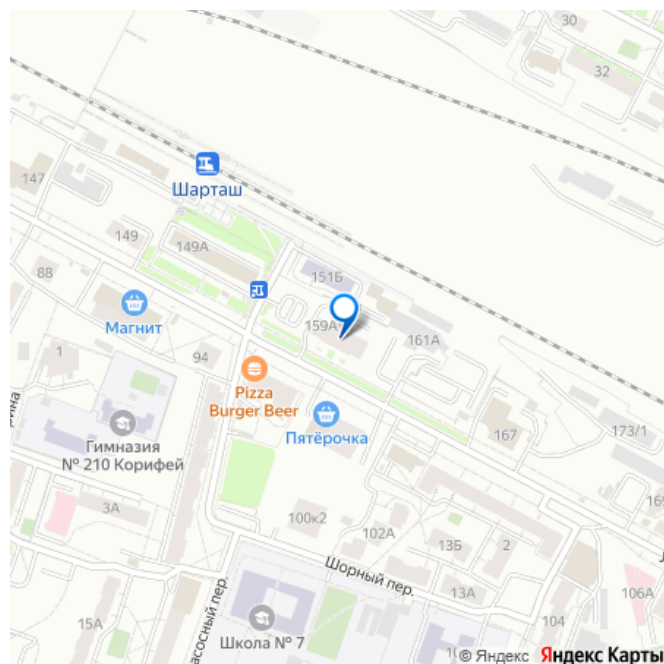 30
32
147
Шарташ
149
149А
88
151Б
Магнит
159А
161А
1
94
Pizza
Burger Beer
Пятёрочка
167
173/1
Гимназия
№ 210 Корифей
3А
100к2
102А
13Б
2
Шорный пер.
13А
104
106А
15А
Школа № 7
© Яндекс Яндекс Карты